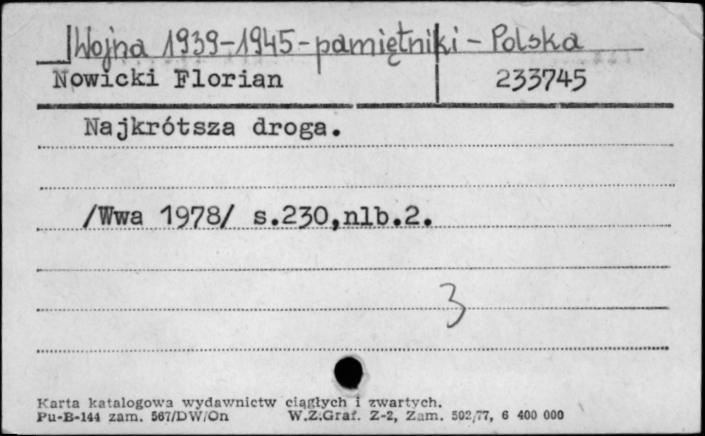 Wojna 1939-1945 - pamiętniki - Polska
Nowicki Florian 233745
Najkrótsza droga.
/Wwa 1978/ s.230,nlb.2.
3
Karta katalogowa wydawnictw ciągłych i zwartych.
Pu-B-144 zam. 567/DW/On W.Z.Graf. Z-2, Zam. 502/77, 6 400 000